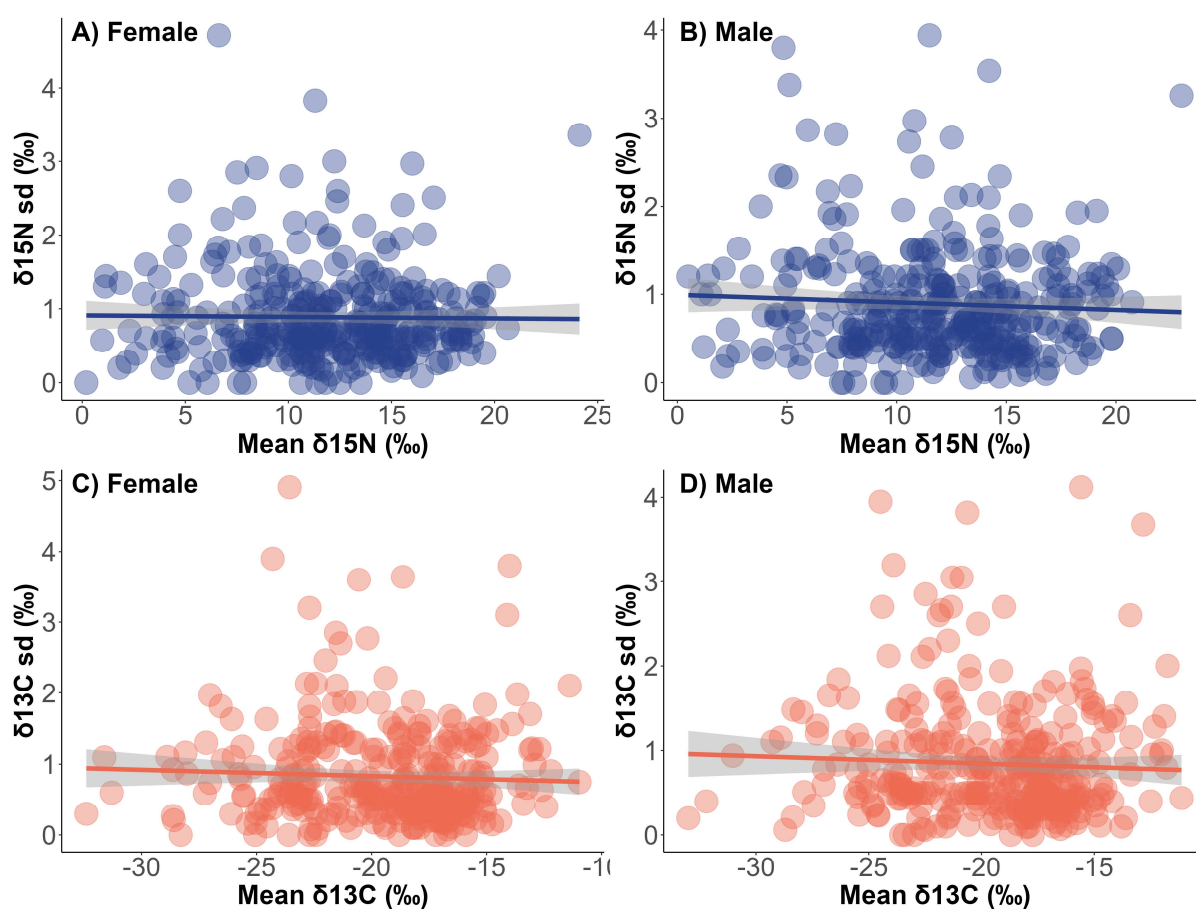 A) Female
δ15N sd (‰)
4
3
2
1
0
0 5 10 15 20 25
Mean δ15N (‰)
B) Male
δ15N sd (‰)
4
3
2
1
0
0 5 10 15 20
Mean δ15N (‰)
C) Female
δ13C sd (‰)
5
4
3
2
1
0
-30 -25 -20 -15 -10
Mean δ13C (‰)
D) Male
δ13C sd (‰)
4
3
2
1
0
-30 -25 -20 -15
Mean δ13C (‰)